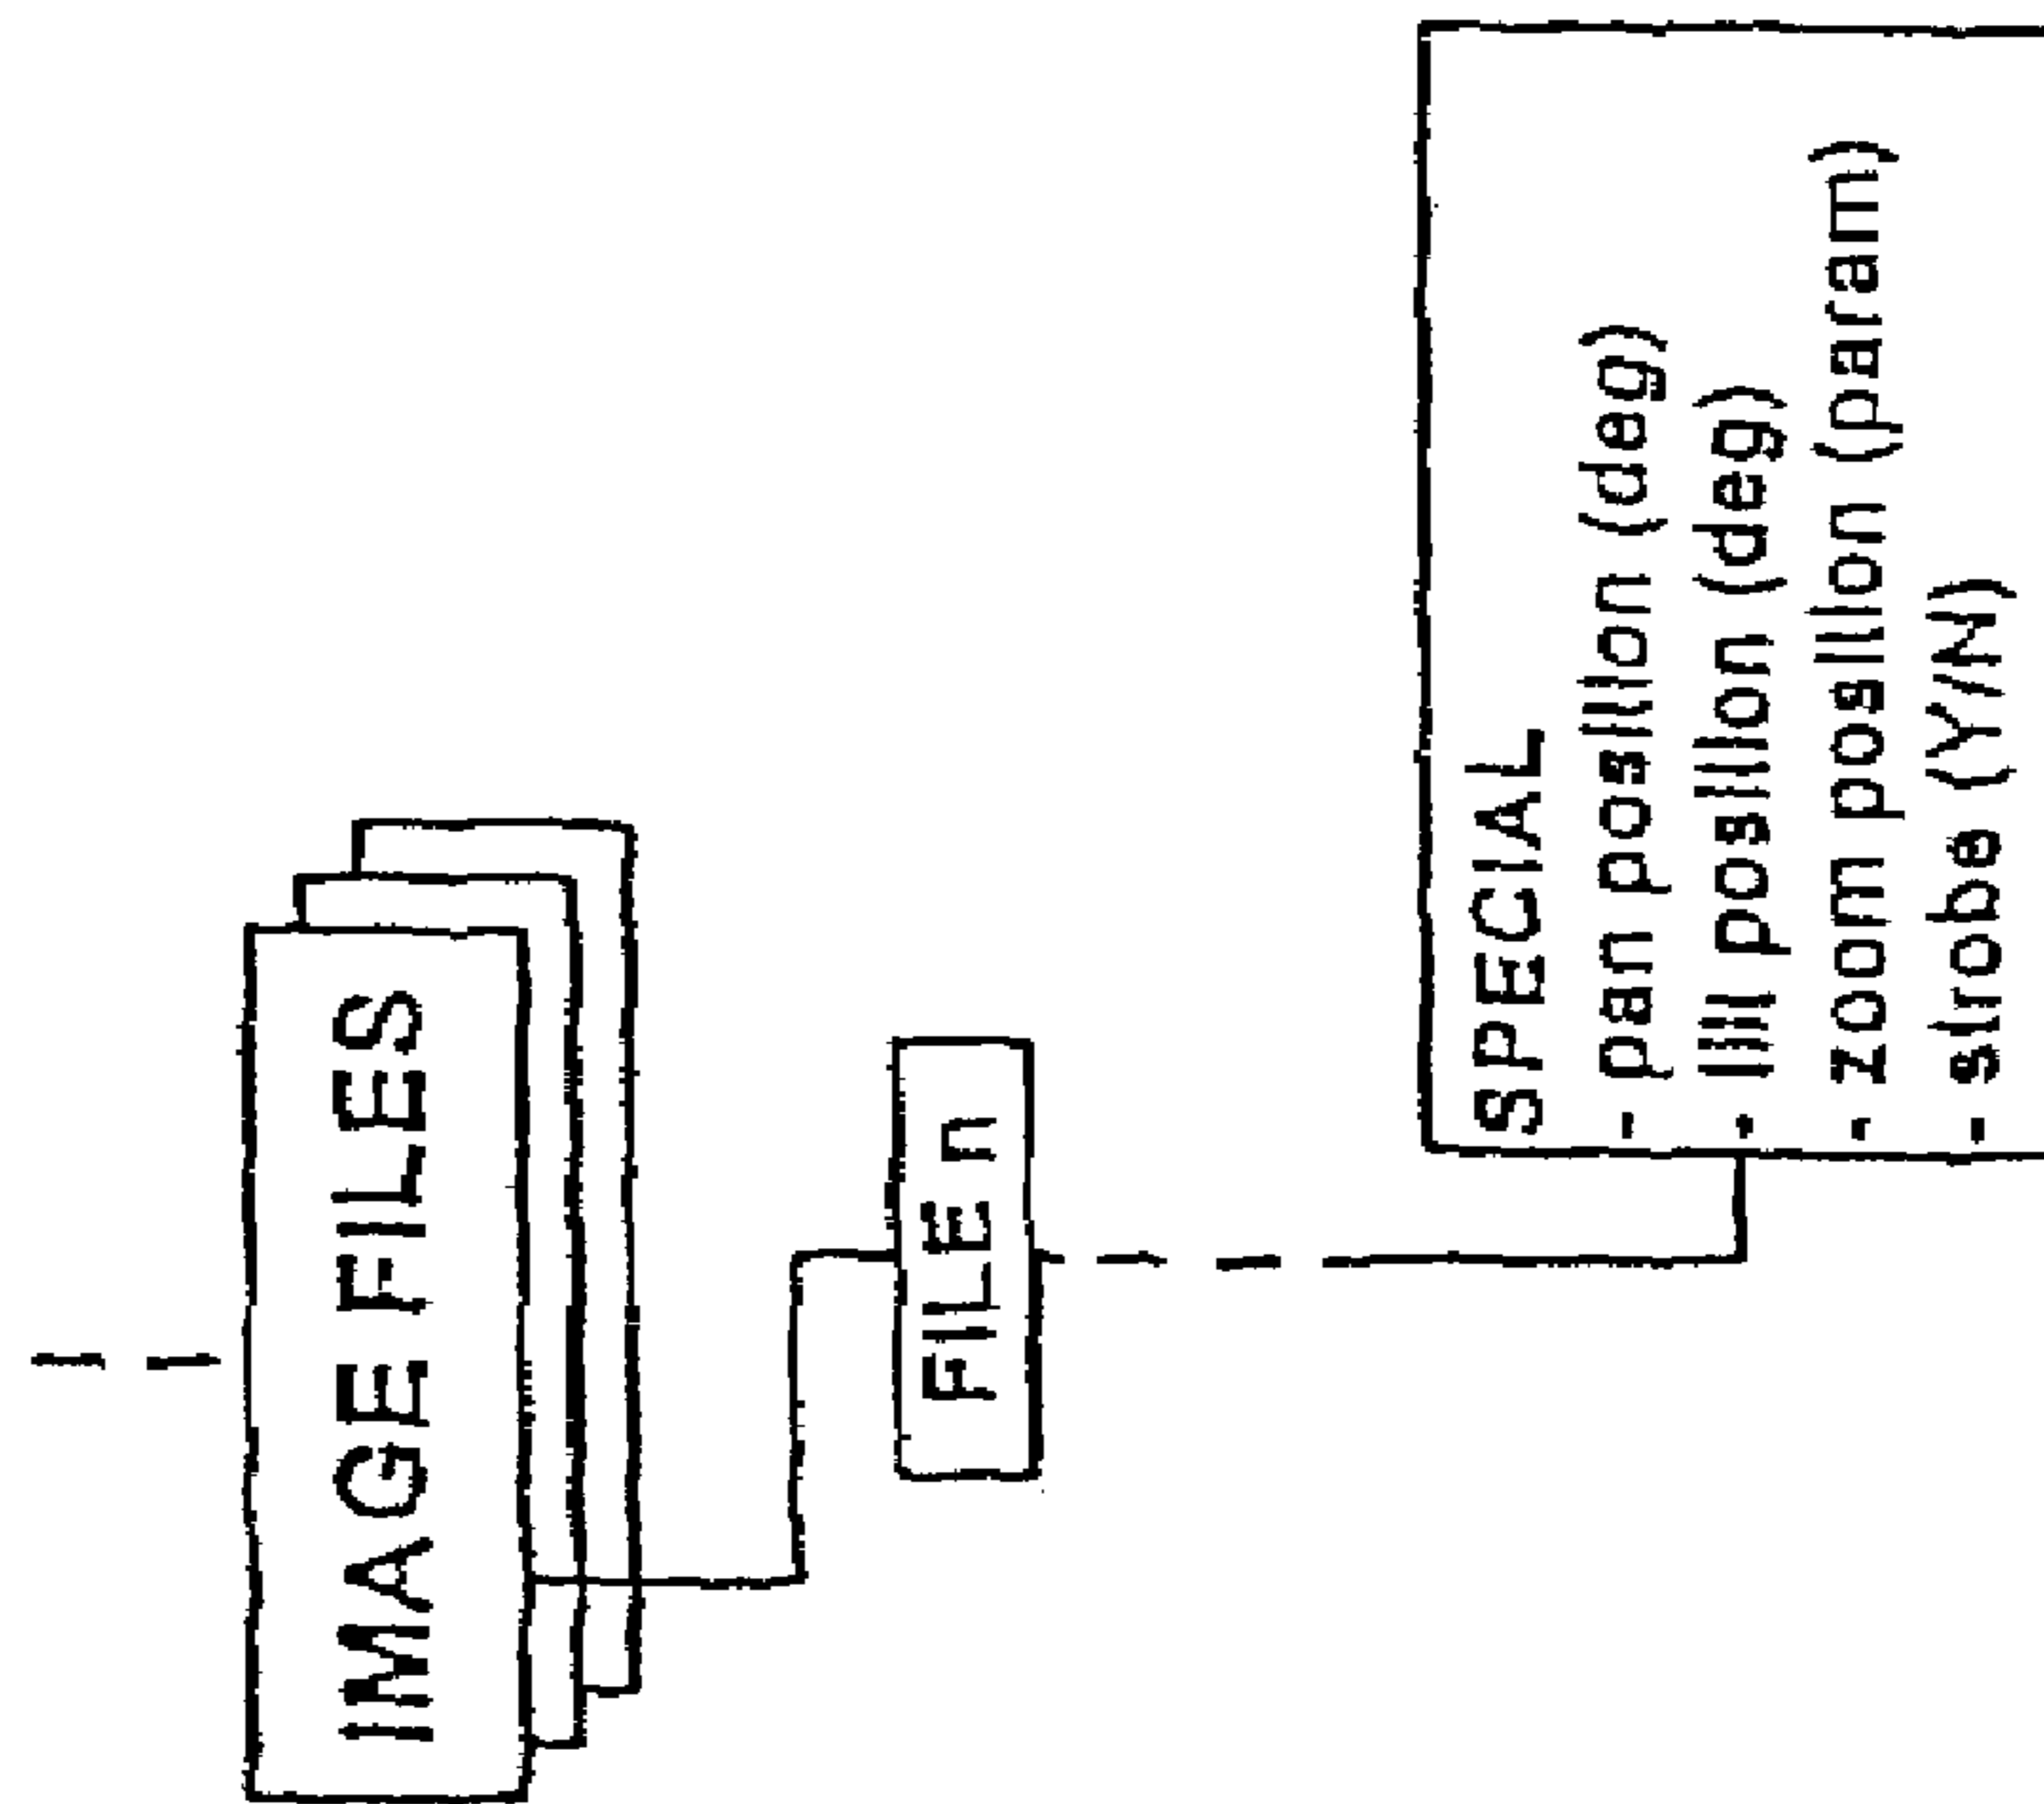 IMAGE FILES
FILE n
SPECIAL
- pan position (deg)
- tilt position (deg)
- zoom position (param)
- strobe (Y/N)